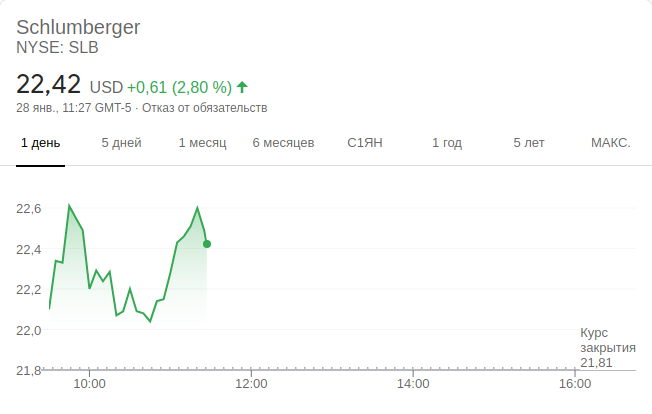 Schlumberger
NYSE: SLB
22,42 USD +0,61 (2,80 %)
28 янв., 11:27 GMT-5 · Отказ от обязательств
1 день 5 дней 1 месяц 6 месяцев С1ЯН 1 год 5 лет МАКС.
22,6
22,4
22,2
22,0
21,8
Курс
закрытия
21,81
10:00 12:00 14:00 16:00